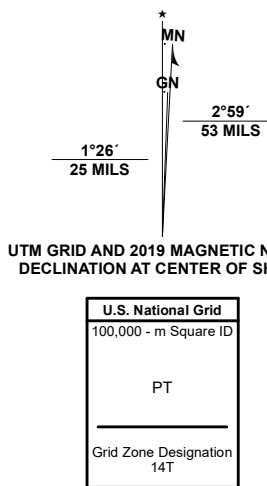 ★
MN
GN
2°59´
53 MILS
1°26´
25 MILS
UTM GRID AND 2019 MAGNETIC
DECLINATION AT CENTER OF
U.S. National Grid
100,000 - m Square ID
PT
Grid Zone Designation
14T